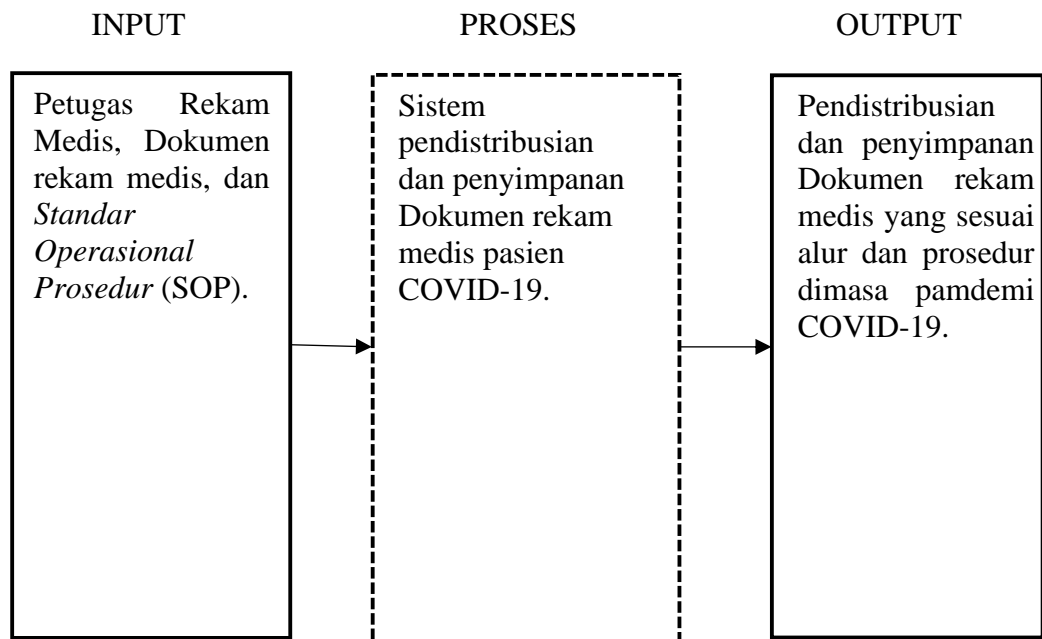 INPUT
PROSES
OUTPUT
Petugas Rekam
Medis, Dokumen
rekam medis, dan
Standar
Operasional
Prosedur (SOP).
Sistem
pendistribusian
dan penyimpanan
Dokumen rekam
medis pasien
COVID-19.
Pendistribusian
dan penyimpanan
Dokumen rekam
medis yang sesuai
alur dan prosedur
dimasa pamdemi
COVID-19.